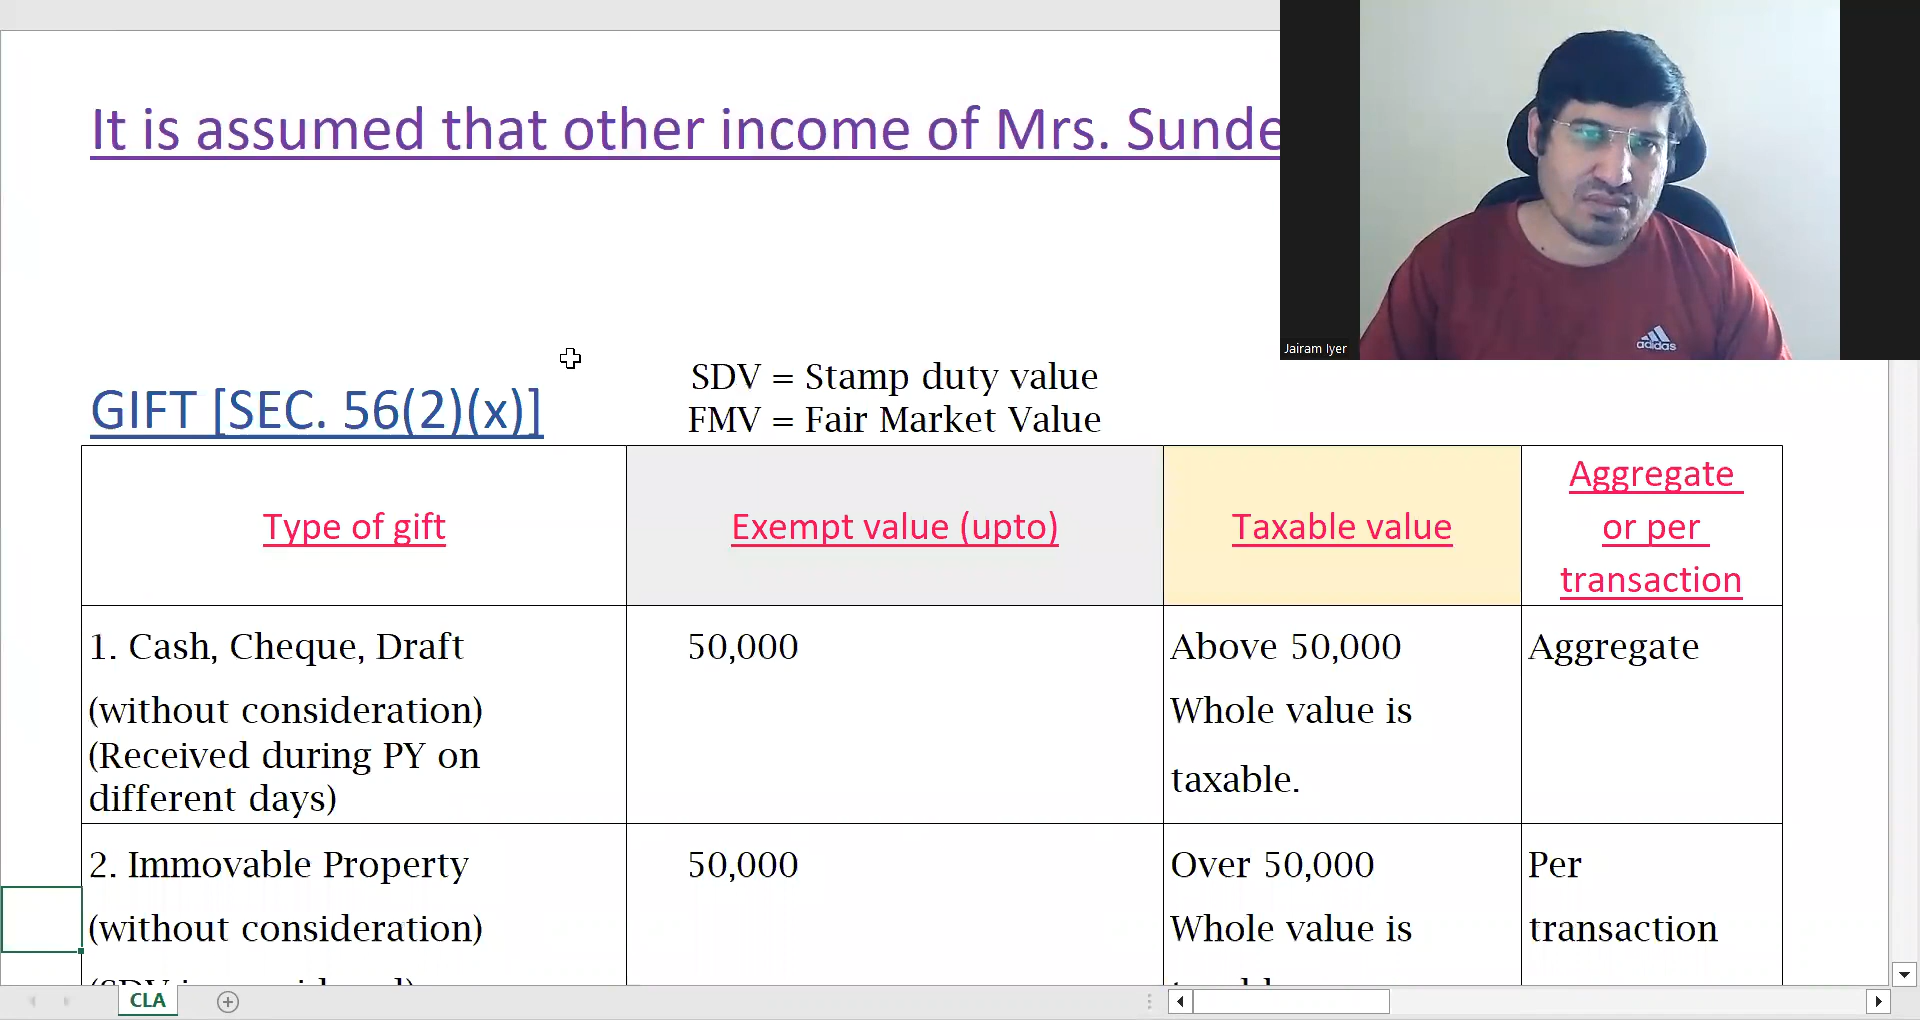 It is assumed that other income of Mrs. Sunde
adidas
Jairam Iyer
SDV = Stamp duty value
GIFT [SEC. 56(2)(x)]
FMV = Fair Market Value
Type of gift
Exempt value (upto)
Taxable value
Aggregate
or per
transaction
1. Cash, Cheque, Draft
(without consideration)
(Received during PY on
different days)
50,000
Above 50,000
Whole value is
taxable.
Aggregate
2. Immovable Property
(without consideration)
50,000
Over 50,000
Whole value is
Per
transaction
CLA